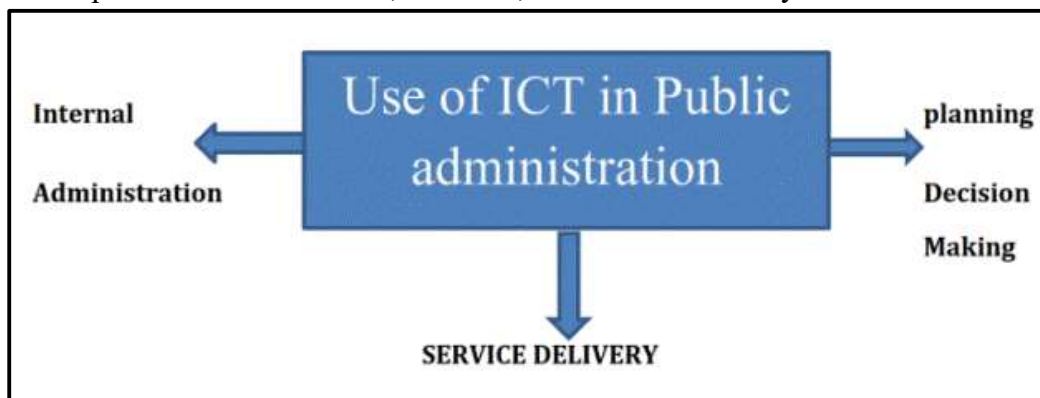 Use of ICT in Public
administration
Internal
Administration
planning
Decision
Making
SERVICE DELIVERY